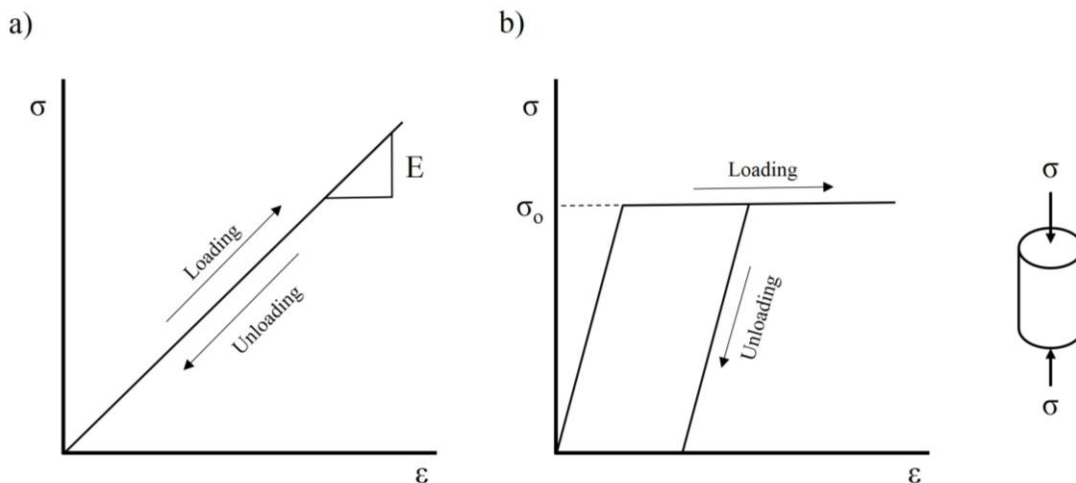 a)
σ
Loading
Unloading
E
ε
b)
σ
σo
Loading
Unloading
ε
σ
σ